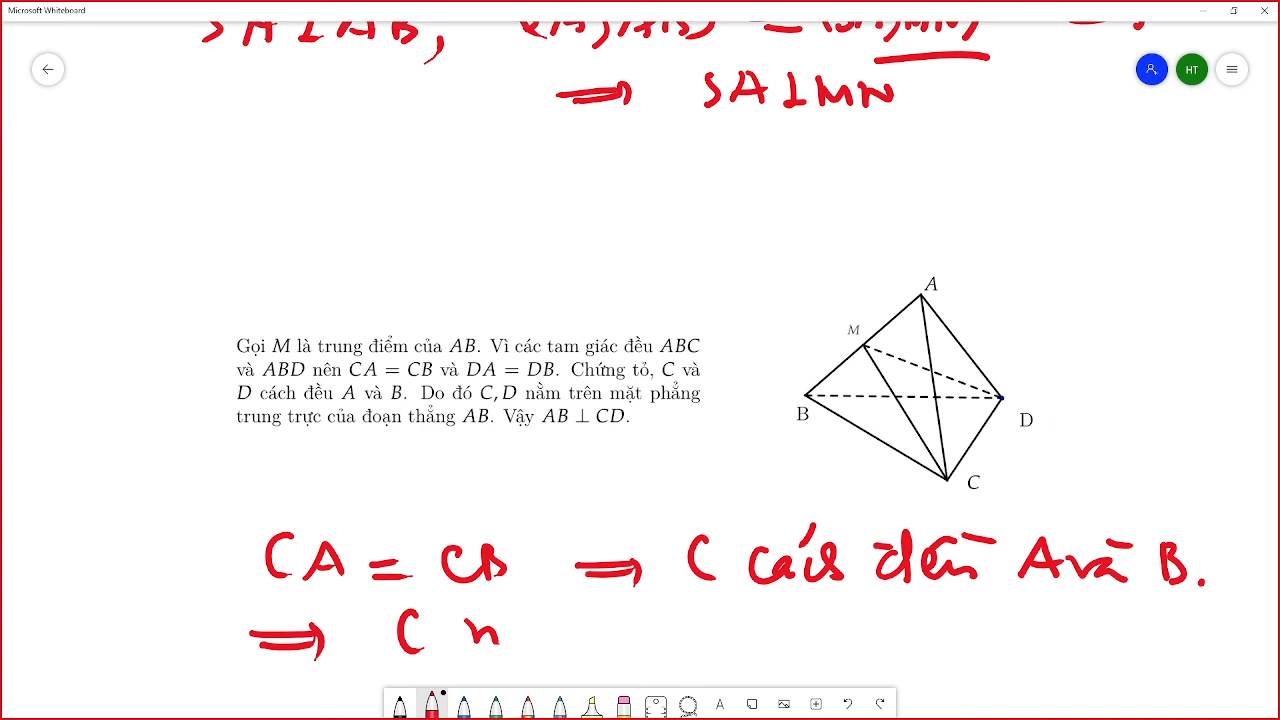 Microsoft Whiteboard
SA⊥AB,
HT
⟹ SA⊥MN
A
M
Gọi M là trung điểm của AB. Vì các tam giác đều ABC
và ABD nên CA = CB và DA = DB. Chứng tỏ, C và
D cách đều A và B. Do đó C, D nằm trên mặt phẳng
trung trực của đoạn thẳng AB. Vậy AB ⊥ CD.
B
D
C
CA = CB ⟹ C cách đều A và B.
⟹ C n
A